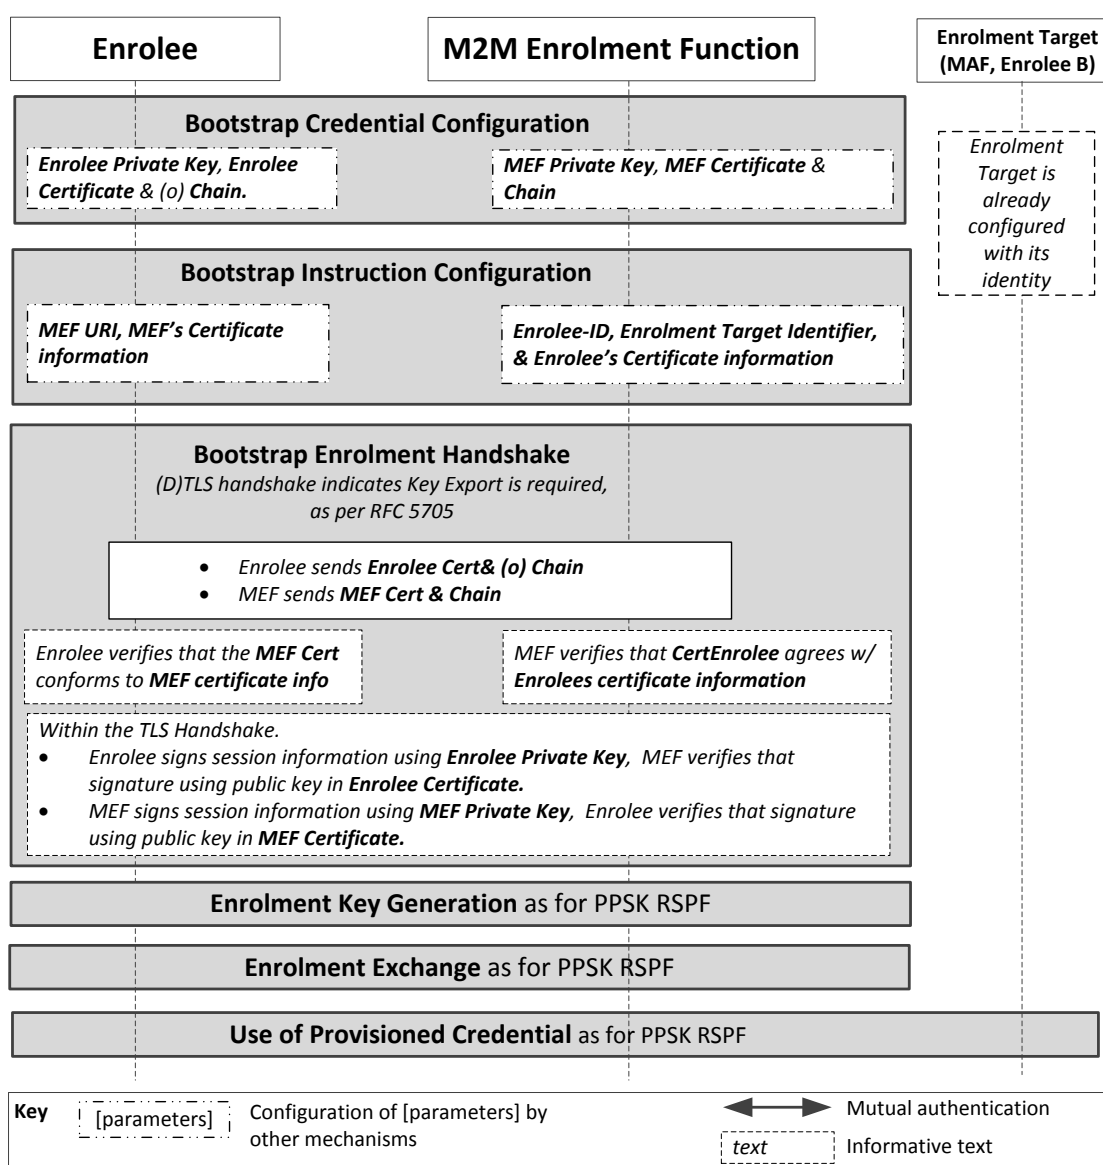 Enrolee
M2M Enrolment Function
Enrolment Target
(MAF, Enrolee B)
Bootstrap Credential Configuration
Enrolee Private Key, Enrolee
Certificate & (o) Chain.
MEF Private Key, MEF Certificate &
Chain
Enrolment
Target is
already
configured
with its
identity
Bootstrap Instruction Configuration
MEF URI, MEF’s Certificate
information
Enrolee-ID, Enrolment Target Identifier,
& Enrolee’s Certificate information
Bootstrap Enrolment Handshake
(D)TLS handshake indicates Key Export is required,
as per RFC 5705
• Enrolee sends Enrolee Cert& (o) Chain
• MEF sends MEF Cert & Chain
Enrolee verifies that the MEF Cert
conforms to MEF certificate info
MEF verifies that CertEnrolee agrees w/
Enrolees certificate information
Within the TLS Handshake.
• Enrolee signs session information using Enrolee Private Key, MEF verifies that
signature using public key in Enrolee Certificate.
• MEF signs session information using MEF Private Key, Enrolee verifies that signature
using public key in MEF Certificate.
Enrolment Key Generation as for PPSK RSPF
Enrolment Exchange as for PPSK RSPF
Use of Provisioned Credential as for PPSK RSPF
Key
[parameters]
Configuration of [parameters] by
other mechanisms
Mutual authentication
text
Informative text